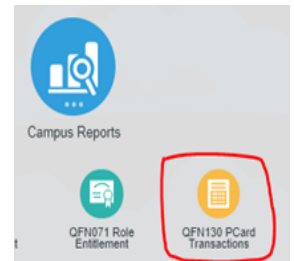 Campus Reports
QFN071 Role
Entitlement
QFN130 PCard
Transactions
t